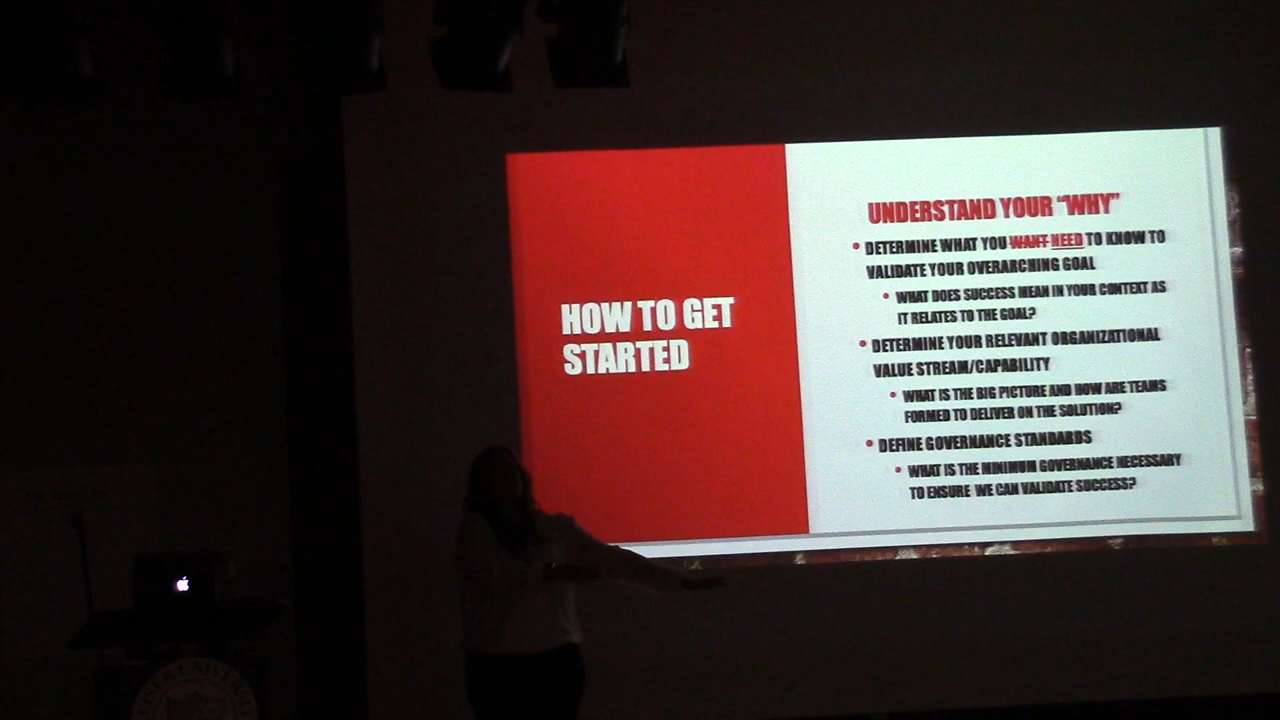 HOW TO GET
STARTED
UNDERSTAND YOUR “WHY”
• DETERMINE WHAT YOU WANT NEED TO KNOW TO
VALIDATE YOUR OVERARCHING GOAL
• WHAT DOES SUCCESS MEAN IN YOUR CONTEXT AS
IT RELATES TO THE GOAL?
• DETERMINE YOUR RELEVANT ORGANIZATIONAL
VALUE STREAM/CAPABILITY
• WHAT IS THE BIG PICTURE AND HOW ARE TEAMS
FORMED TO DELIVER ON THE SOLUTION?
• DEFINE GOVERNANCE STANDARDS
• WHAT IS THE MINIMUM GOVERNANCE NECESSARY
TO ENSURE WE CAN VALIDATE SUCCESS?